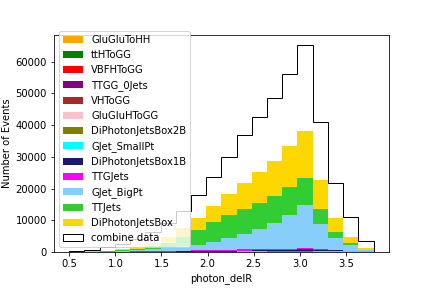 GluGluToHH
ttHToGG
VBFHToGG
TTGG_0Jets
VHToGG
GluGluHToGG
DiPhotonJetsBox2B
GJet_SmallPt
DiPhotonJetsBox1B
TTGJets
GJet_BigPt
TTJets
DiPhotonJetsBox
combine data
Number of Events
60000
50000
40000
30000
20000
10000
0
0.5 1.0 1.5 2.0 2.5 3.0 3.5
photon_delR